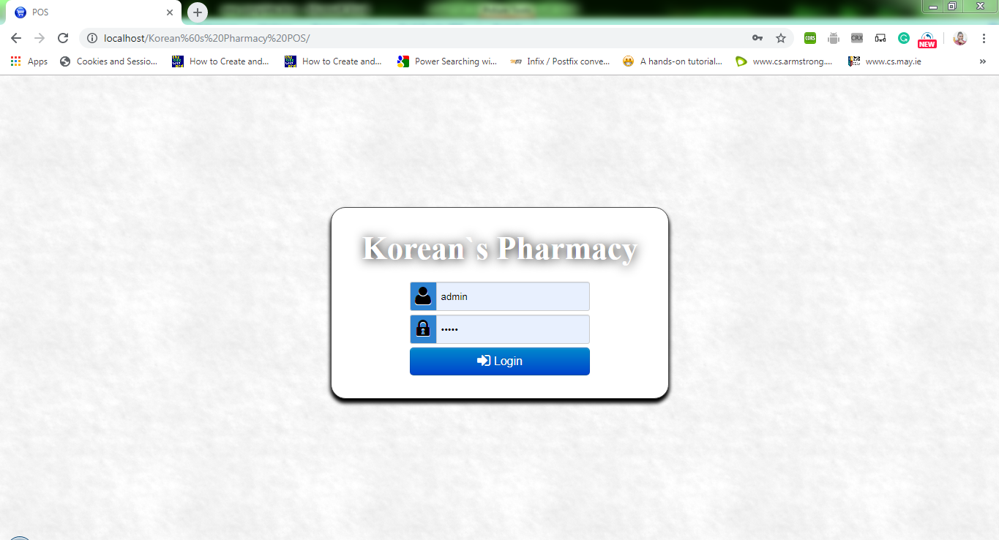 POS
localhost/Korean%60s%20Pharmacy%20POS/
CORS
CRX
NEW
Apps
Cookies and Sessio...
How to Create and...
How to Create and...
Power Searching wi...
Infix / Postfix conve...
A hands-on tutorial...
www.cs.armstrong....
www.cs.may.ie
Korean`s Pharmacy
admin
•••••
Login